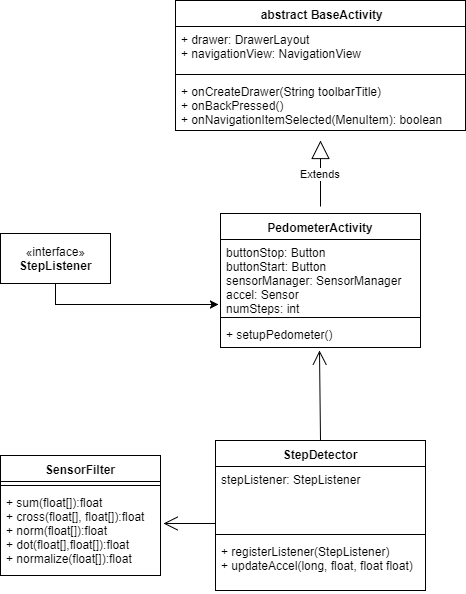 abstract BaseActivity
+ drawer: DrawerLayout
+ navigationView: NavigationView
+ onCreateDrawer(String toolbarTitle)
+ onBackPressed()
+ onNavigationItemSelected(MenuItem): boolean
Extends
PedometerActivity
buttonStop: Button
buttonStart: Button
sensorManager: SensorManager
accel: Sensor
numSteps: int
+ setupPedometer()
«interface»
StepListener
StepDetector
stepListener: StepListener
+ registerListener(StepListener)
+ updateAccel(long, float, float float)
SensorFilter
+ sum(float[]):float
+ cross(float[], float[]):float
+ norm(float[]):float
+ dot(float[],float[]):float
+ normalize(float[]):float